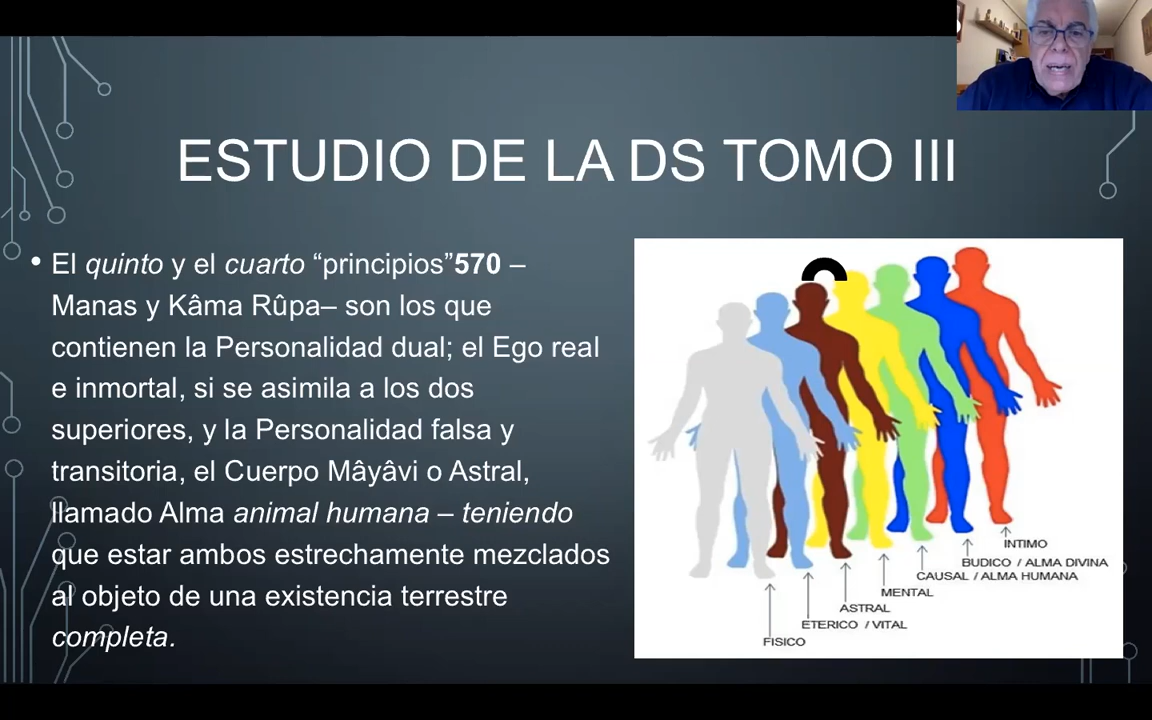 ESTUDIO DE LA DS TOMO III
• El quinto y el cuarto “principios”570 –
Manas y Kâma Rûpa– son los que
contienen la Personalidad dual; el Ego real
e inmortal, si se asimila a los dos
superiores, y la Personalidad falsa y
transitoria, el Cuerpo Mâyâvi o Astral,
llamado Alma animal humana – teniendo
que estar ambos estrechamente mezclados
al objeto de una existencia terrestre
completa.
INTIMO
BUDICO / ALMA DIVINA
CAUSAL / ALMA HUMANA
MENTAL
ASTRAL
ETERICO / VITAL
FISICO